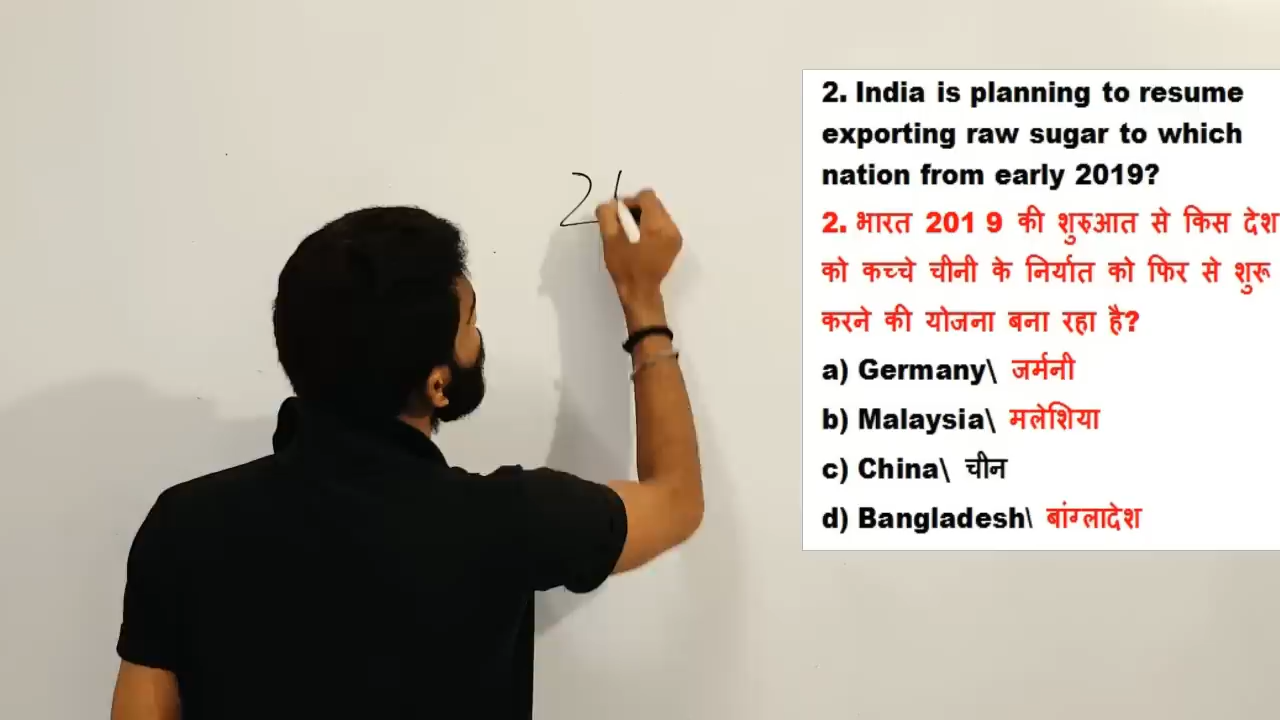 2
2. India is planning to resume
exporting raw sugar to which
nation from early 2019?
2. भारत 201 9 की शुरुआत से किस देश
को कच्चे चीनी के निर्यात को फिर से शुरू
करने की योजना बना रहा है?
a) Germany\ जर्मनी
b) Malaysia\ मलेशिया
c) China\ चीन
d) Bangladesh\ बांग्लादेश